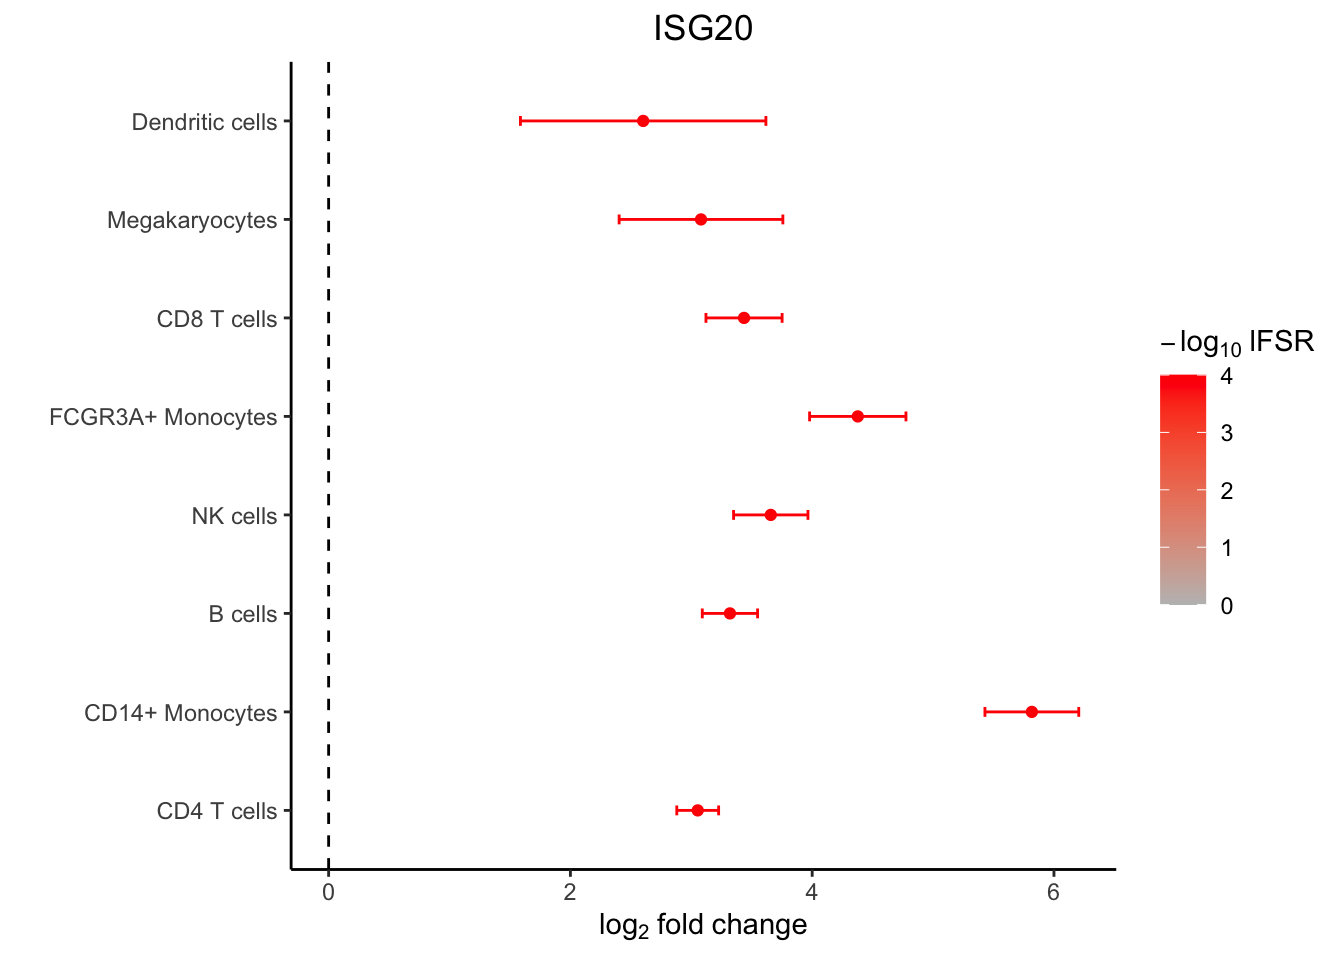 ISG20
Dendritic cells
Megakaryocytes
CD8 T cells
FCGR3A+ Monocytes
NK cells
B cells
CD14+ Monocytes
CD4 T cells
0 2 4 6
log₂ fold change
−log₁₀ lFSR
4
3
2
1
0